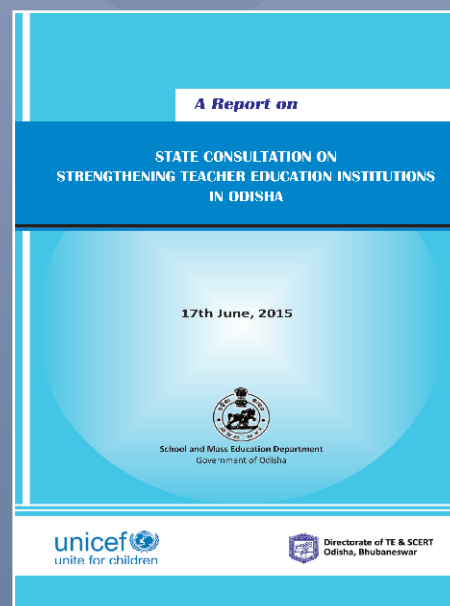 A Report on
STATE CONSULTATION ON
STRENGTHENING TEACHER EDUCATION INSTITUTIONS
IN ODISHA
17th June, 2015
School and Mass Education Department
Government of Odisha
unicef
unite for children
Directorate of TE & SCERT
Odisha, Bhubaneswar